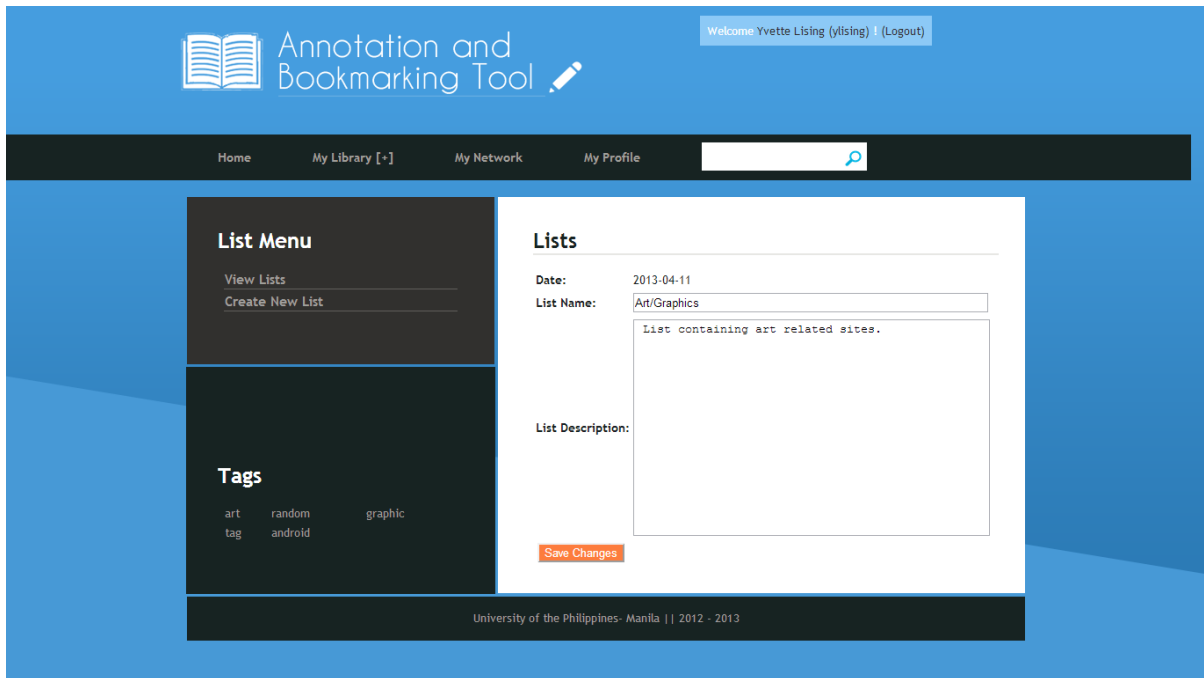 Annotation and
Bookmarking Tool
Welcome Yvette Lising (ylising) ! (Logout)
Home My Library [+] My Network My Profile
List Menu
View Lists
Create New List
Tags
art random graphic
tag android
Lists
Date: 2013-04-11
List Name: Art/Graphics
List Description: List containing art related sites.
Save Changes
University of the Philippines- Manila || 2012 - 2013